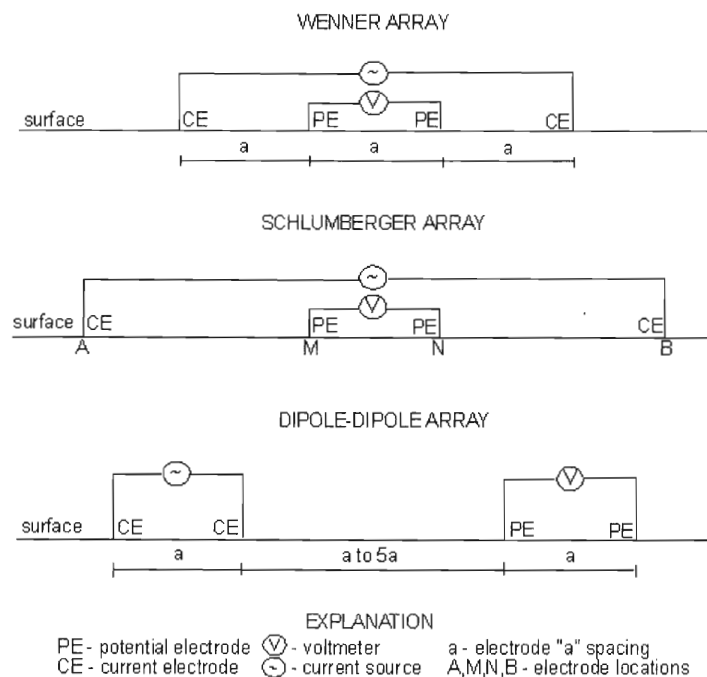 WENNER ARRAY
~
V
surface CE PE PE CE
a a a
SCHLUMBERGER ARRAY
~
V
surface CE PE PE CE
A M N B
DIPOLE-DIPOLE ARRAY
~ V
surface CE CE PE PE
a a to 5a a
EXPLANATION
PE - potential electrode V - voltmeter a - electrode "a" spacing
CE - current electrode ~ - current source A,M,N,B - electrode locations